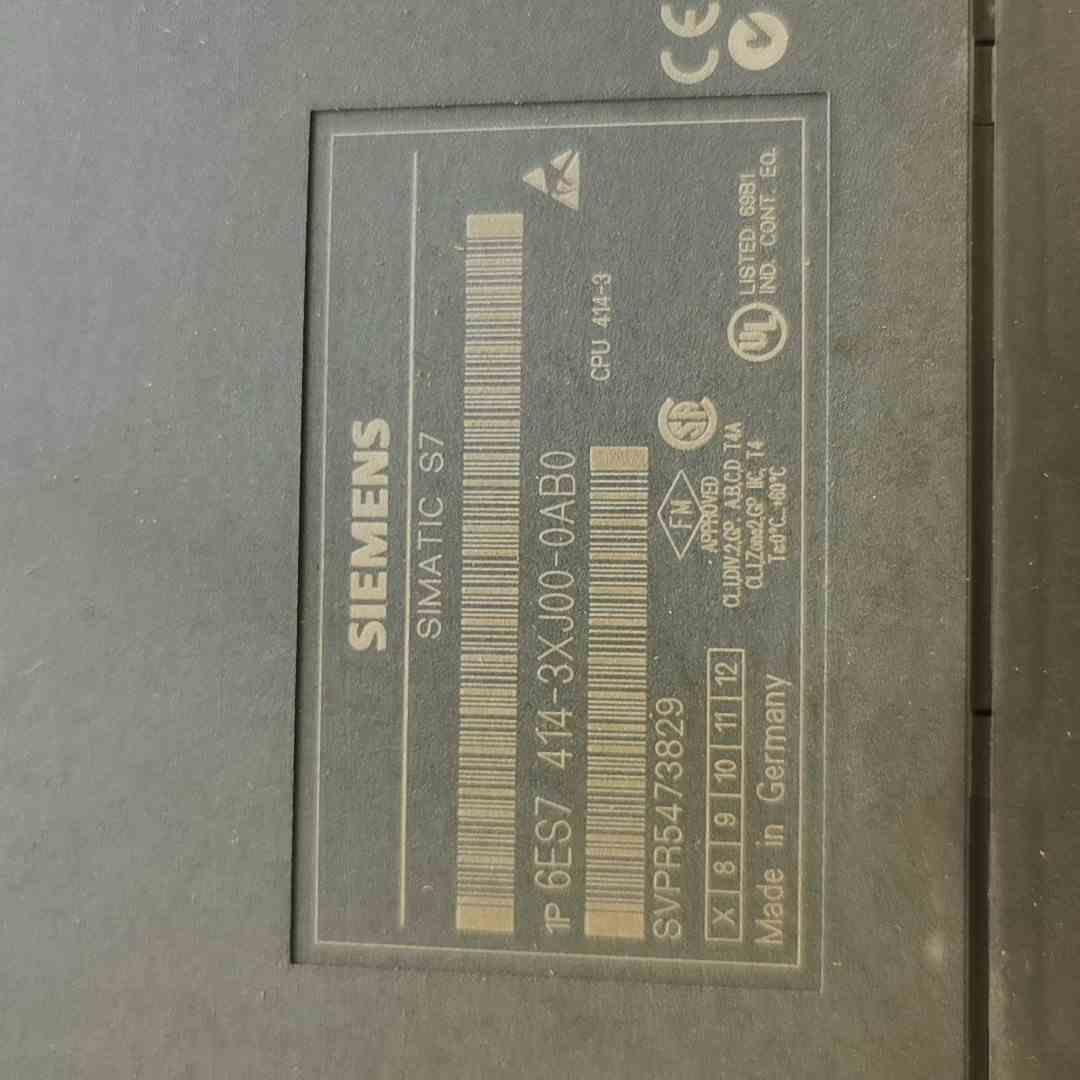 SIEMENS
SIMATIC S7
1P 6ES7 414-3XJ00-0AB0
CPU 414-3
SVPR5473829
X 8 9 10 11 12
Made in Germany
FM
APPROVED
CL.I,DIV.2,GP. A,B,C,D T4A
CL.I,Zone2,GP. IIC, T4
T=0°C...+60°C
UL
LISTED 69B1
IND. CONT. EQ.
CE